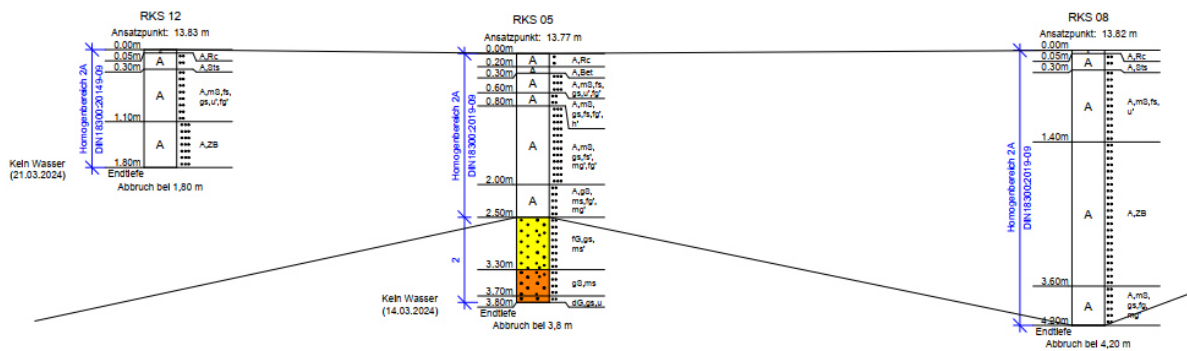 RKS 12
Ansatzpunkt: 13.83 m
0.00m
0.05m
0.30m
1.10m
1.80m
A
A
A
A,Rc
A,Sts
A,mS,fs,
gs,u',fg'
A,ZB
Homogenbereich 2A
DIN18300:20149-09
Kein Wasser
(21.03.2024)
Endtiefe
Abbruch bei 1,80 m
RKS 05
Ansatzpunkt: 13.77 m
0.00m
0.20m
0.30m
0.60m
0.80m
2.00m
2.50m
3.30m
3.70m
3.80m
A
A
A
A
A
A
A,Rc
A,Bet
A,mS,fs,
gs,u',fg'
A,mS,
gs,fs,fg',
h'
A,mS,
gs,fs',
mg',fg'
A,gS,
ms,fg',
mg'
fG,gs,
ms'
gS,ms
dG,gs,u
Homogenbereich 2A
DIN18300:2019-09
2
Kein Wasser
(14.03.2024)
Endtiefe
Abbruch bei 3,8 m
RKS 08
Ansatzpunkt: 13.82 m
0.00m
0.05m
0.30m
1.40m
3.60m
4.20m
A
A
A
A
A,Rc
A,Sts
A,mS,fs,
u'
A,ZB
A,mS,
gs,fg,
mg'
Homogenbereich 2A
DIN18300:2019-09
Endtiefe
Abbruch bei 4,20 m